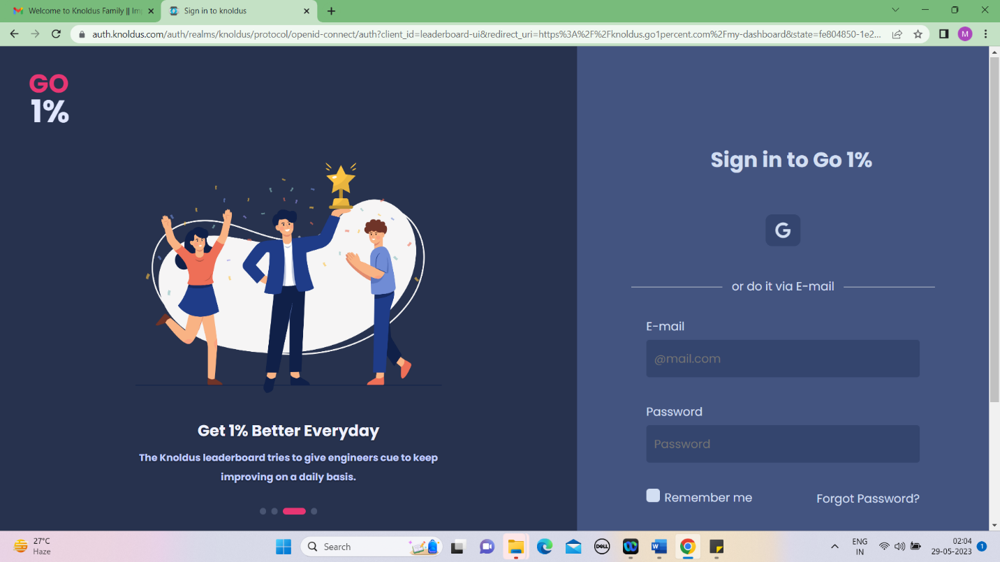 Welcome to Knoldus Family || Im
Sign in to knoldus
auth.knoldus.com/auth/realms/knoldus/protocol/openid-connect/auth?client_id=leaderboard-ui&redirect_uri=https%3A%2F%2Fknoldus.go1percent.com%2Fmy-dashboard&state=fe804850-1e2...
M
GO
1%
Sign in to Go 1%
G
or do it via E-mail
E-mail
@mail.com
Password
Password
Remember me
Forgot Password?
Get 1% Better Everyday
The Knoldus leaderboard tries to give engineers cue to keep
improving on a daily basis.
27°C
Haze
Search
DELL
W
ENG
IN
02:04
29-05-2023
1